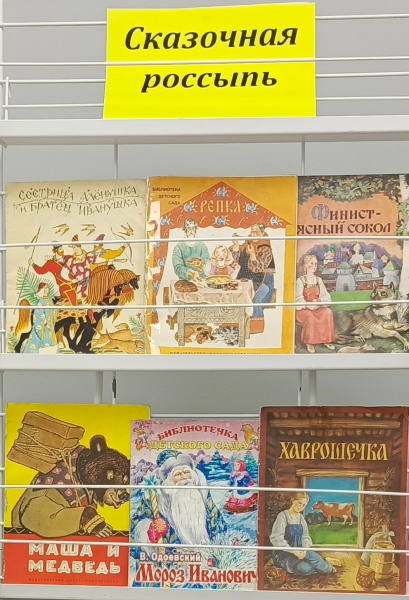 Сказочная
россыпь
СЕСТРИЦА АЛЁНУШКА
И БРАТЕЦ ИВАНУШКА
БИБЛИОТЕКА
ДЕТСКОГО
САДА
РЕПКА
ФИНИСТ-
ЯСНЫЙ СОКОЛ
МАША И
МЕДВЕДЬ
БИБЛИОТЕЧКА
ДЕТСКОГО САДА
В. Одоевский
Мороз Иванович
ХАВРОШЕЧКА